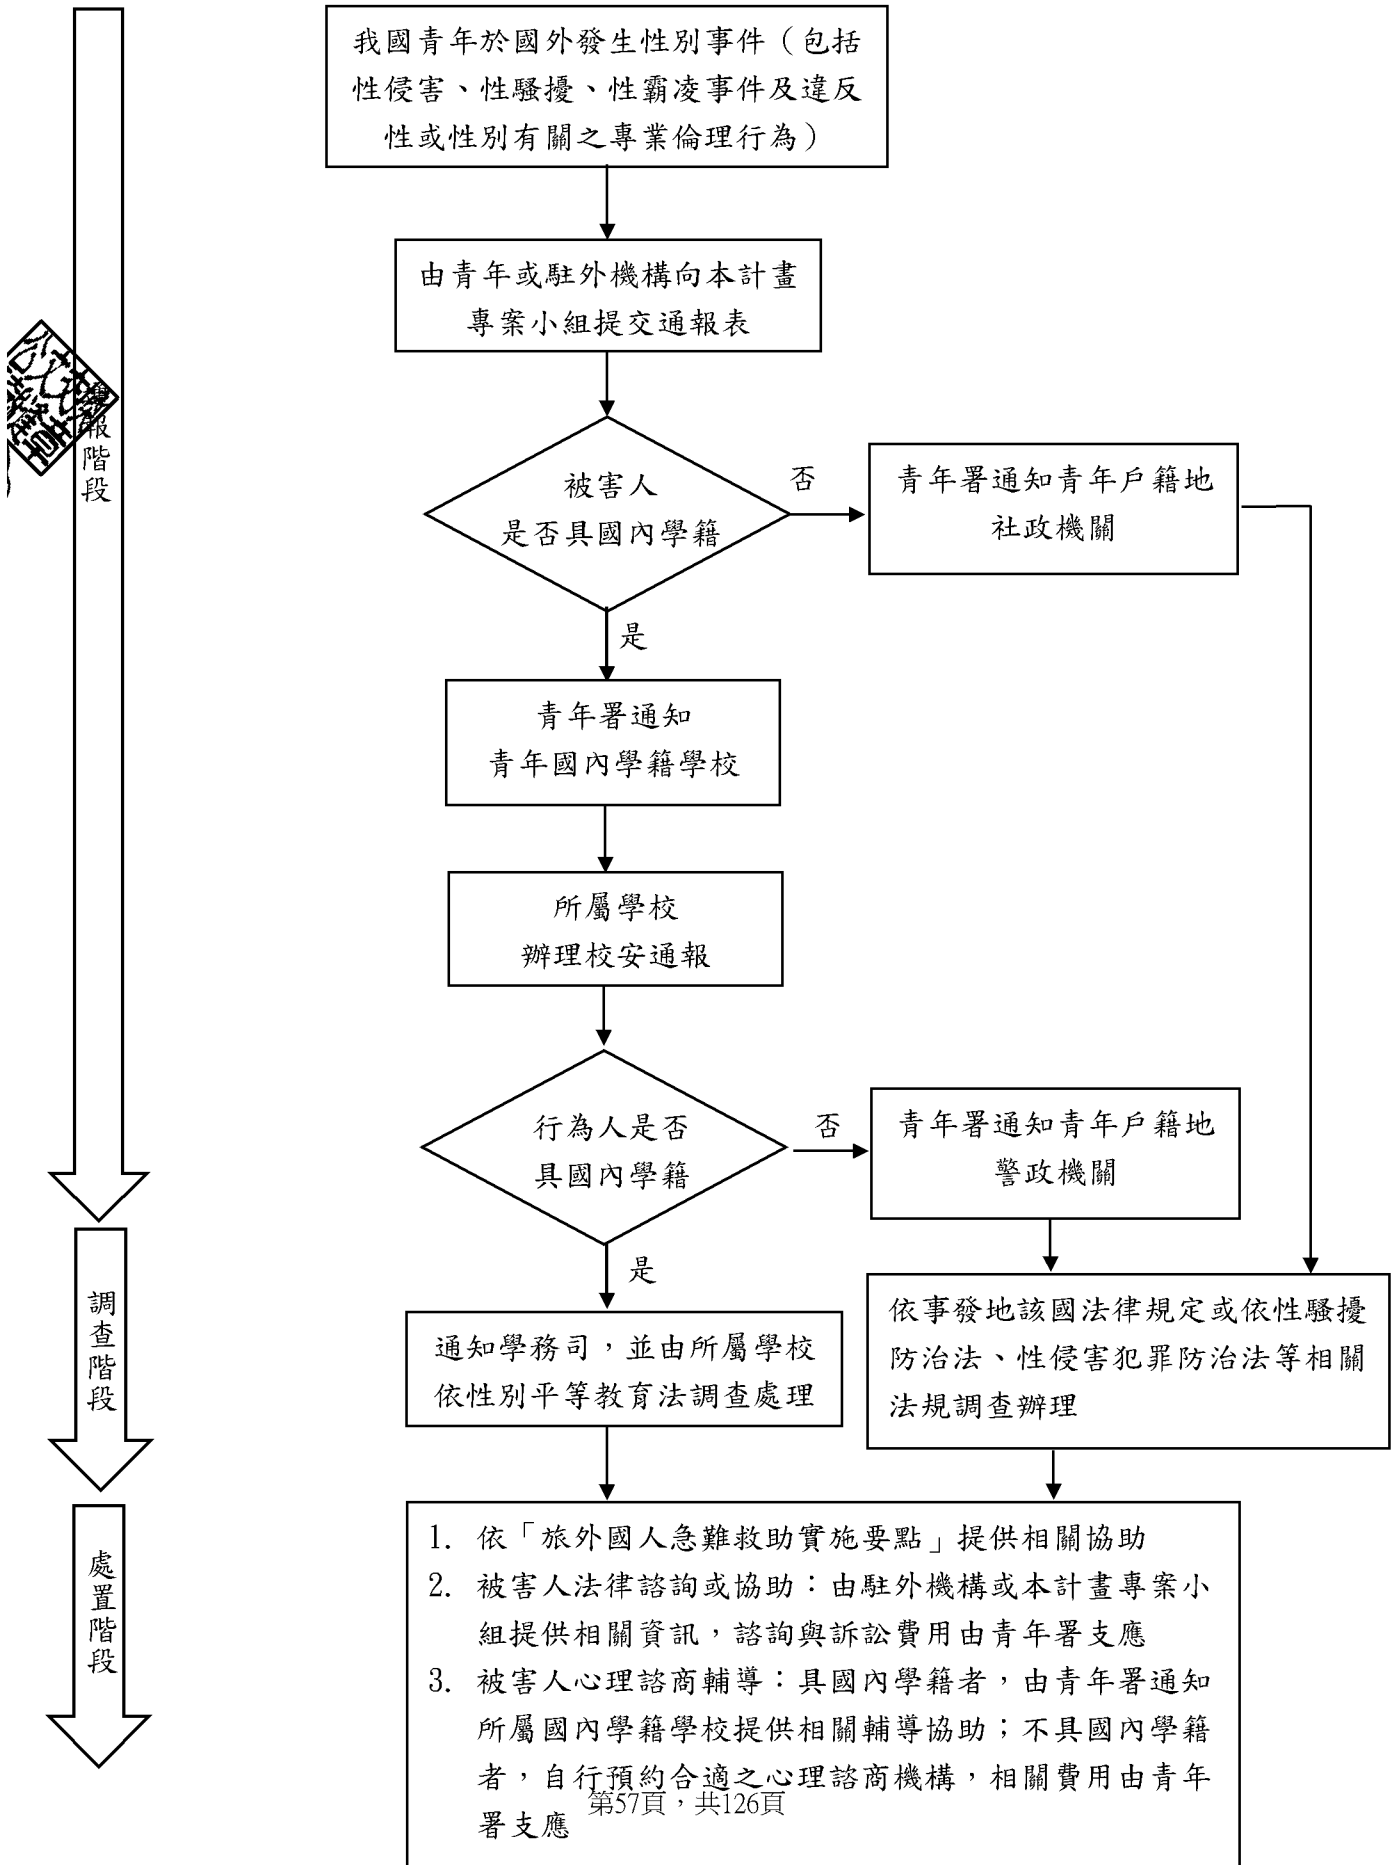 我國青年於國外發生性別事件（包括
性侵害、性騷擾、性霸凌事件及違反
性或性別有關之專業倫理行為）
由青年或駐外機構向本計畫
專案小組提交通報表
報階段
被害人
是否具國內學籍
否
青年署通知青年戶籍地
社政機關
是
青年署通知
青年國內學籍學校
所屬學校
辦理校安通報
行為人是否
具國內學籍
否
青年署通知青年戶籍地
警政機關
是
調查階段
通知學務司，並由所屬學校
依性別平等教育法調查處理
依事發地該國法律規定或依性騷擾
防治法、性侵害犯罪防治法等相關
法規調查辦理
處置階段
1. 依「旅外國人急難救助實施要點」提供相關協助
2. 被害人法律諮詢或協助：由駐外機構或本計畫專案小
組提供相關資訊，諮詢與訴訟費用由青年署支應
3. 被害人心理諮商輔導：具國內學籍者，由青年署通知
所屬國內學籍學校提供相關輔導協助；不具國內學籍
者，自行預約合適之心理諮商機構，相關費用由青年
署支應
第57頁，共126頁